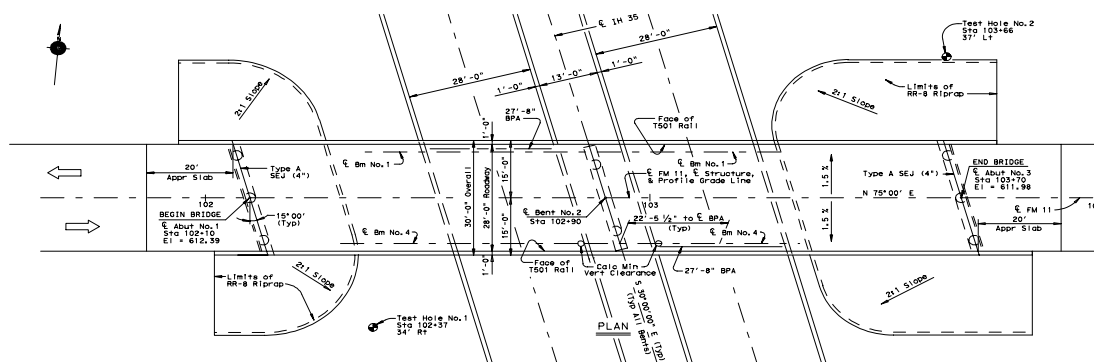 ℄ IH 35
28'-0"
28'-0"
13'-0"
1'-0"
1'-0"
Test Hole No.2
Sta 103+66
37' Lt
2:1 Slope
27'-8"
BPA
1'-0"
Face of
T501 Rail
2:1 Slope
Limits of
RR-8 Riprap
℄ Bm No.1
℄ Bm No.1
20'
Appr Slab
Type A
SEJ (4")
30'-0" Overall
28'-0" Roadway
15'-0"
15'-0"
℄ FM 11, ℄ Structure,
& Profile Grade Line
1.5 %
1.5 %
Type A
SEJ (4")
N 75°00' E
END BRIDGE
℄ Abut No.3
Sta 103+70
El = 611.98
102
103
10
BEGIN BRIDGE
℄ Abut No.1
Sta 102+10
El = 612.39
15°00'
(Typ)
℄ Bent No.2
Sta 102+90
22'-5 1/2" to ℄ BPA
(Typ)
℄ FM 11
20'
Appr Slab
℄ Bm No.4
℄ Bm No.4
1'-0"
Face of
T501 Rail
Calc Min
Vert Clearance
27'-8" BPA
Limits of
RR-8 Riprap
2:1 Slope
2:1 Slope
Test Hole No.1
Sta 102+37
34' Rt
S 30°00'00" E (Typ)
(Typ All Bents)
PLAN